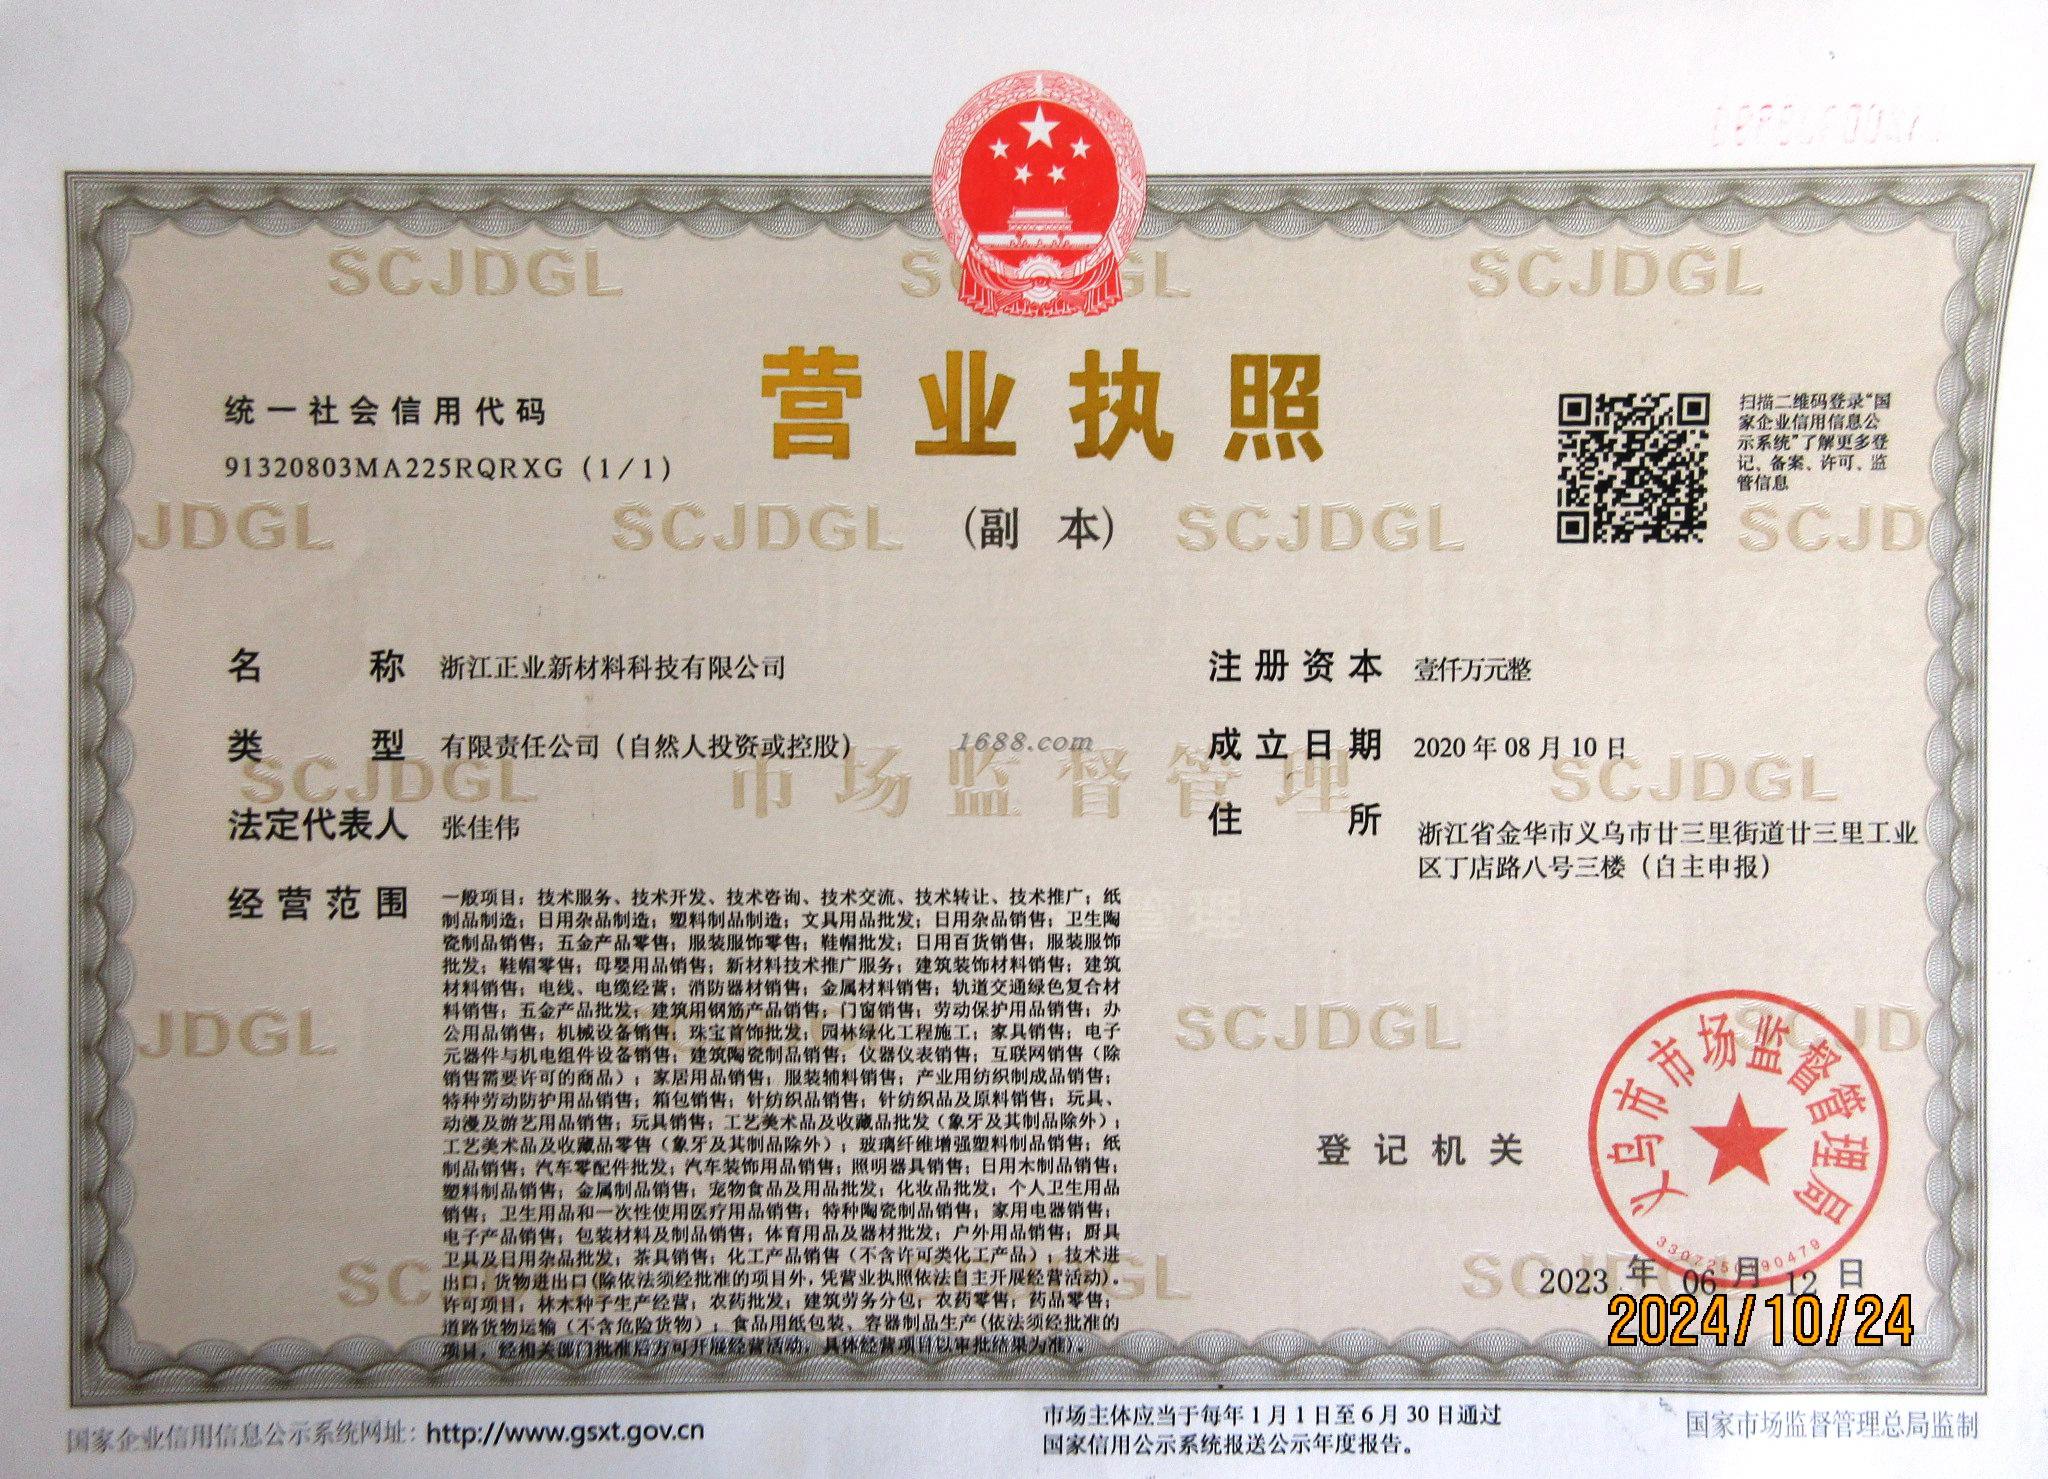 SCJDGL
营业执照
（副 本）
统一社会信用代码
91320803MA225RQRXG（1/1）
扫描二维码登录“国
家企业信用信息公
示系统”了解更多登
记、备案、许可、监
管信息
名 称 浙江正业新材料科技有限公司
类 型 有限责任公司（自然人投资或控股）
法定代表人 张佳伟
经营范围 一般项目：技术服务、技术开发、技术咨询、技术交流、技术转让、技术推广；纸
制品制造；日用杂品制造；塑料制品制造；文具用品批发；日用杂品销售；卫生陶
瓷制品销售；五金产品零售；服装服饰零售；鞋帽批发；日用百货销售；服装服饰
批发；鞋帽零售；母婴用品销售；新材料技术推广服务；建筑装饰材料销售；建筑
材料销售；电线、电缆经营；消防器材销售；金属材料销售；轨道交通绿色复合材
料销售；五金产品批发；建筑用钢筋产品销售；门窗销售；劳动保护用品销售；办
公用品销售；机械设备销售；珠宝首饰批发；园林绿化工程施工；家具销售；电子
元器件与机电组件设备销售；建筑陶瓷制品销售；仪器仪表销售；互联网销售（除
销售需要许可的商品）；家居用品销售；服装辅料销售；产业用纺织制成品销售；
特种劳动防护用品销售；箱包销售；针纺织品销售；针纺织品及原料销售；玩具、
动漫及游艺用品销售；玩具销售；工艺美术品及收藏品批发（象牙及其制品除外）；
工艺美术品及收藏品零售（象牙及其制品除外）；玻璃纤维增强塑料制品销售；纸
制品销售；汽车零配件批发；汽车装饰用品销售；照明器具销售；日用木制品销售；
塑料制品销售；金属制品销售；宠物食品及用品批发；化妆品批发；个人卫生用品
销售；卫生用品和一次性使用医疗用品销售；特种陶瓷制品销售；家用电器销售；
电子产品销售；包装材料及制品销售；体育用品及器材批发；户外用品销售；厨具
卫具及日用杂品批发；茶具销售；化工产品销售（不含许可类化工产品）；技术进
出口；货物进出口(除依法须经批准的项目外，凭营业执照依法自主开展经营活动)。
许可项目：林木种子生产经营；农药批发；建筑劳务分包；农药零售；药品零售；
道路货物运输（不含危险货物）；食品用纸包装、容器制品生产(依法须经批准的
项目，经相关部门批准后方可开展经营活动，具体经营项目以审批结果为准)。
注册资本 壹仟万元整
成立日期 2020年08月10日
住 所 浙江省金华市义乌市廿三里街道廿三里工业
区丁店路八号三楼（自主申报）
1688.com
市场监督管理
登记机关
义乌市市场监督管理局
2023年06月12日
2024/10/24
国家企业信用信息公示系统网址：http://www.gsxt.gov.cn
市场主体应当于每年1月1日至6月30日通过
国家信用公示系统报送公示年度报告。
国家市场监督管理总局监制